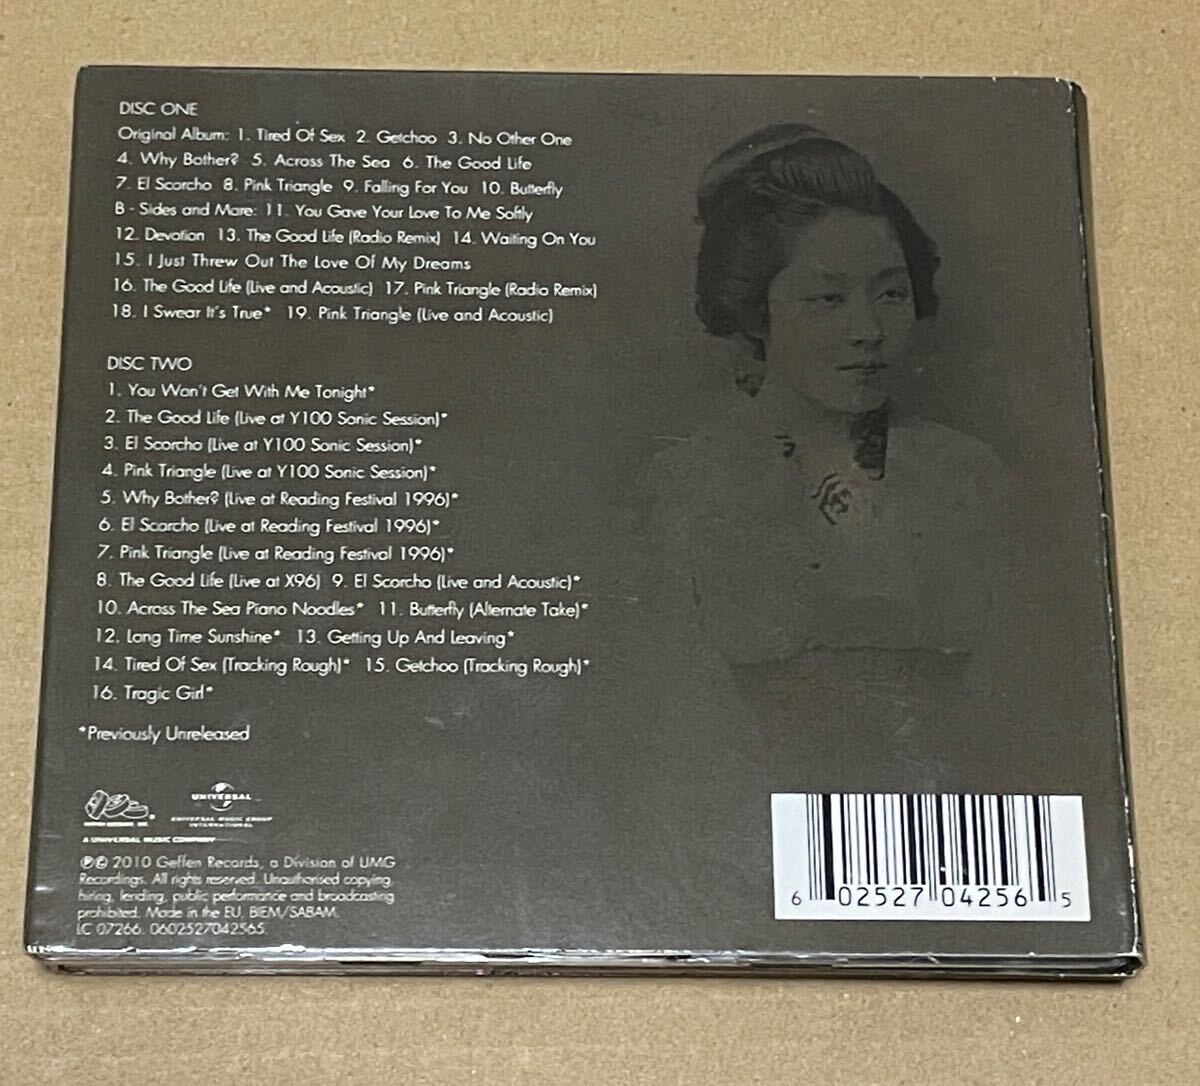 DISC ONE
Original Album: 1. Tired Of Sex 2. Getchoo 3. No Other One
4. Why Bother? 5. Across The Sea 6. The Good Life
7. El Scorcho 8. Pink Triangle 9. Falling For You 10. Butterfly
B - Sides and More: 11. You Gave Your Love To Me Softly
12. Devotion 13. The Good Life (Radio Remix) 14. Waiting On You
15. I Just Threw Out The Love Of My Dreams
16. The Good Life (Live and Acoustic) 17. Pink Triangle (Radio Remix)
18. I Swear It's True* 19. Pink Triangle (Live and Acoustic)
DISC TWO
1. You Won't Get With Me Tonight*
2. The Good Life (Live at Y100 Sonic Session)*
3. El Scorcho (Live at Y100 Sonic Session)*
4. Pink Triangle (Live at Y100 Sonic Session)*
5. Why Bother? (Live at Reading Festival 1996)*
6. El Scorcho (Live at Reading Festival 1996)*
7. Pink Triangle (Live at Reading Festival 1996)*
8. The Good Life (Live at X96) 9. El Scorcho (Live and Acoustic)*
10. Across The Sea Piano Noodles* 11. Butterfly (Alternate Take)*
12. Long Time Sunshine* 13. Getting Up And Leaving*
14. Tired Of Sex (Tracking Rough)* 15. Getchoo (Tracking Rough)*
16. Tragic Girl*
*Previously Unreleased
UNIVERSAL
UNIVERSAL MUSIC GROUP
INTERNATIONAL
A UNIVERSAL MUSIC COMPANY
℗© 2010 Geffen Records, a Division of UMG
Recordings. All rights reserved. Unauthorised copying,
hiring, lending, public performance and broadcasting
prohibited. Made in the EU. BIEM/SABAM.
LC 07266. 0602527042565.
6 02527 04256 5